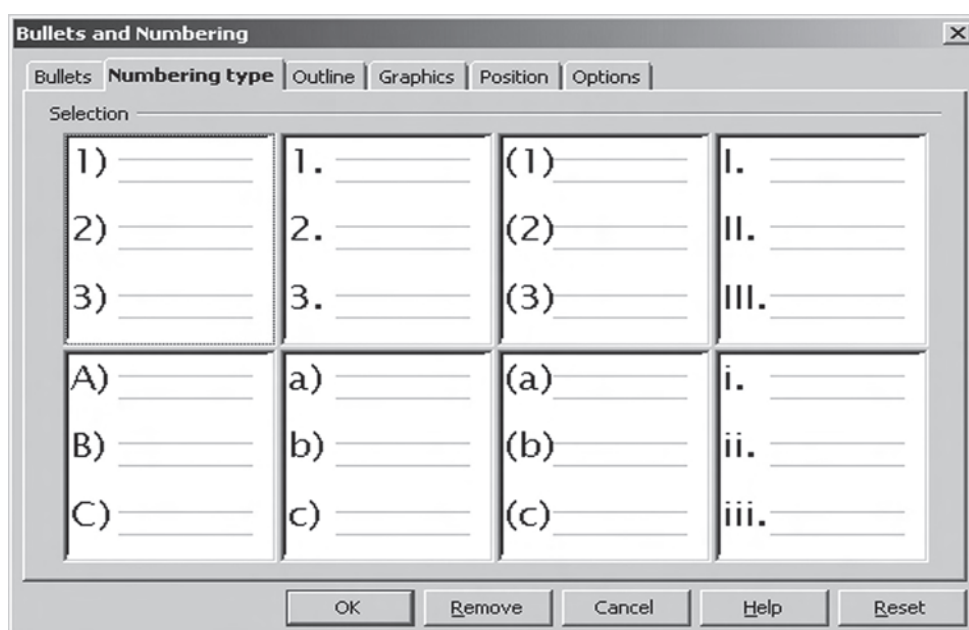 Bullets and Numbering
Bullets Numbering type Outline Graphics Position Options
Selection
1) 1. (1) I.
2) 2. (2) II.
3) 3. (3) III.
A) a) (a) i.
B) b) (b) ii.
C) c) (c) iii.
OK Remove Cancel Help Reset